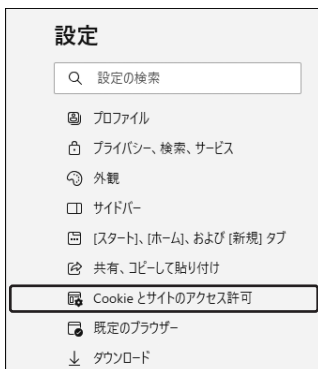 設定
設定の検索
プロファイル
プライバシー、検索、サービス
外観
サイドバー
[スタート]、[ホーム]、および [新規] タブ
共有、コピーして貼り付け
Cookie とサイトのアクセス許可
既定のブラウザー
ダウンロード